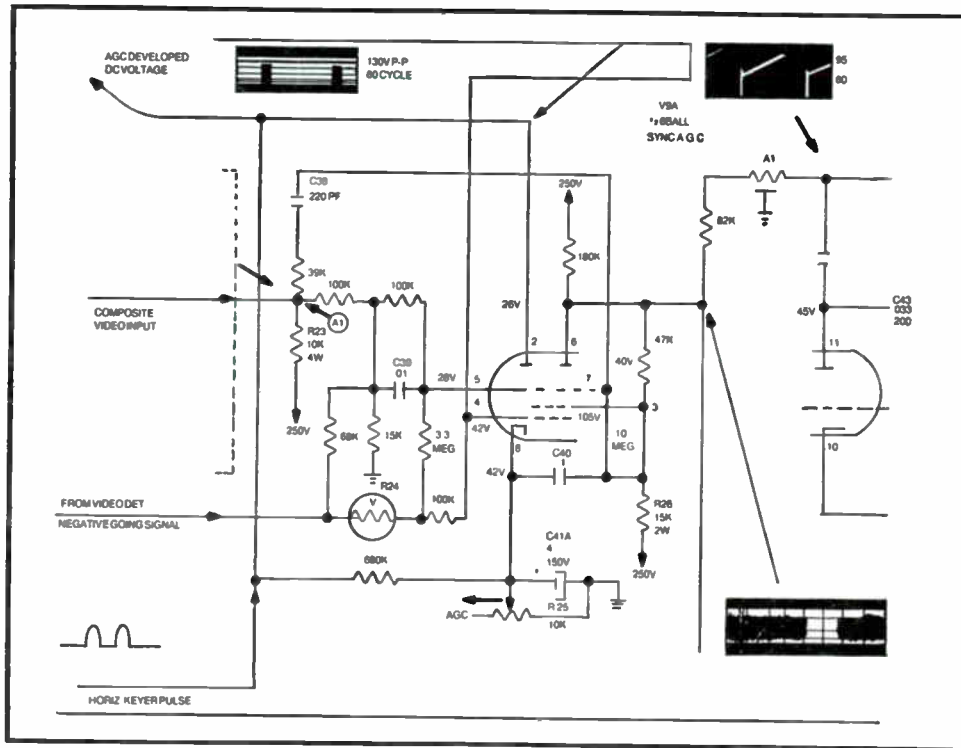 AGC DEVELOPED
DC VOLTAGE
130V P-P
60 CYCLE
95
60
V9A
SYNC A G C
C38
220 PF
250V
A1
82K
39K
100K
100K
180K
COMPOSITE
VIDEO INPUT
A1
R23
10K
4W
26V
45V
C43
033
200
2
6
11
47K
40V
C39
01
28V
5
7
4
3
42V
105V
250V
68K
15K
3 3
MEG
8
10
MEG
10
R24
V
42V
C40
1
FROM VIDEO DET
NEGATIVE GOING SIGNAL
100K
R26
15K
2W
680K
C41A
4
150V
250V
R 25
AGC
10K
HORIZ KEYER PULSE